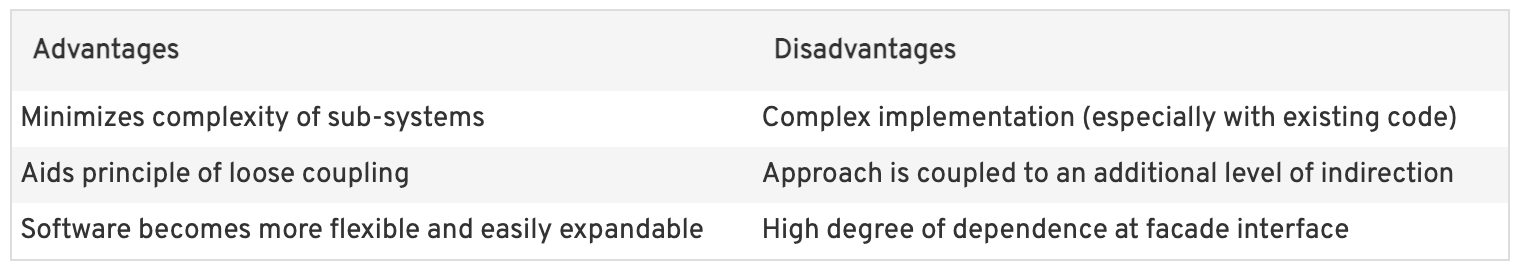 Advantages Disadvantages
Minimizes complexity of sub-systems Complex implementation (especially with existing code)
Aids principle of loose coupling Approach is coupled to an additional level of indirection
Software becomes more flexible and easily expandable High degree of dependence at facade interface